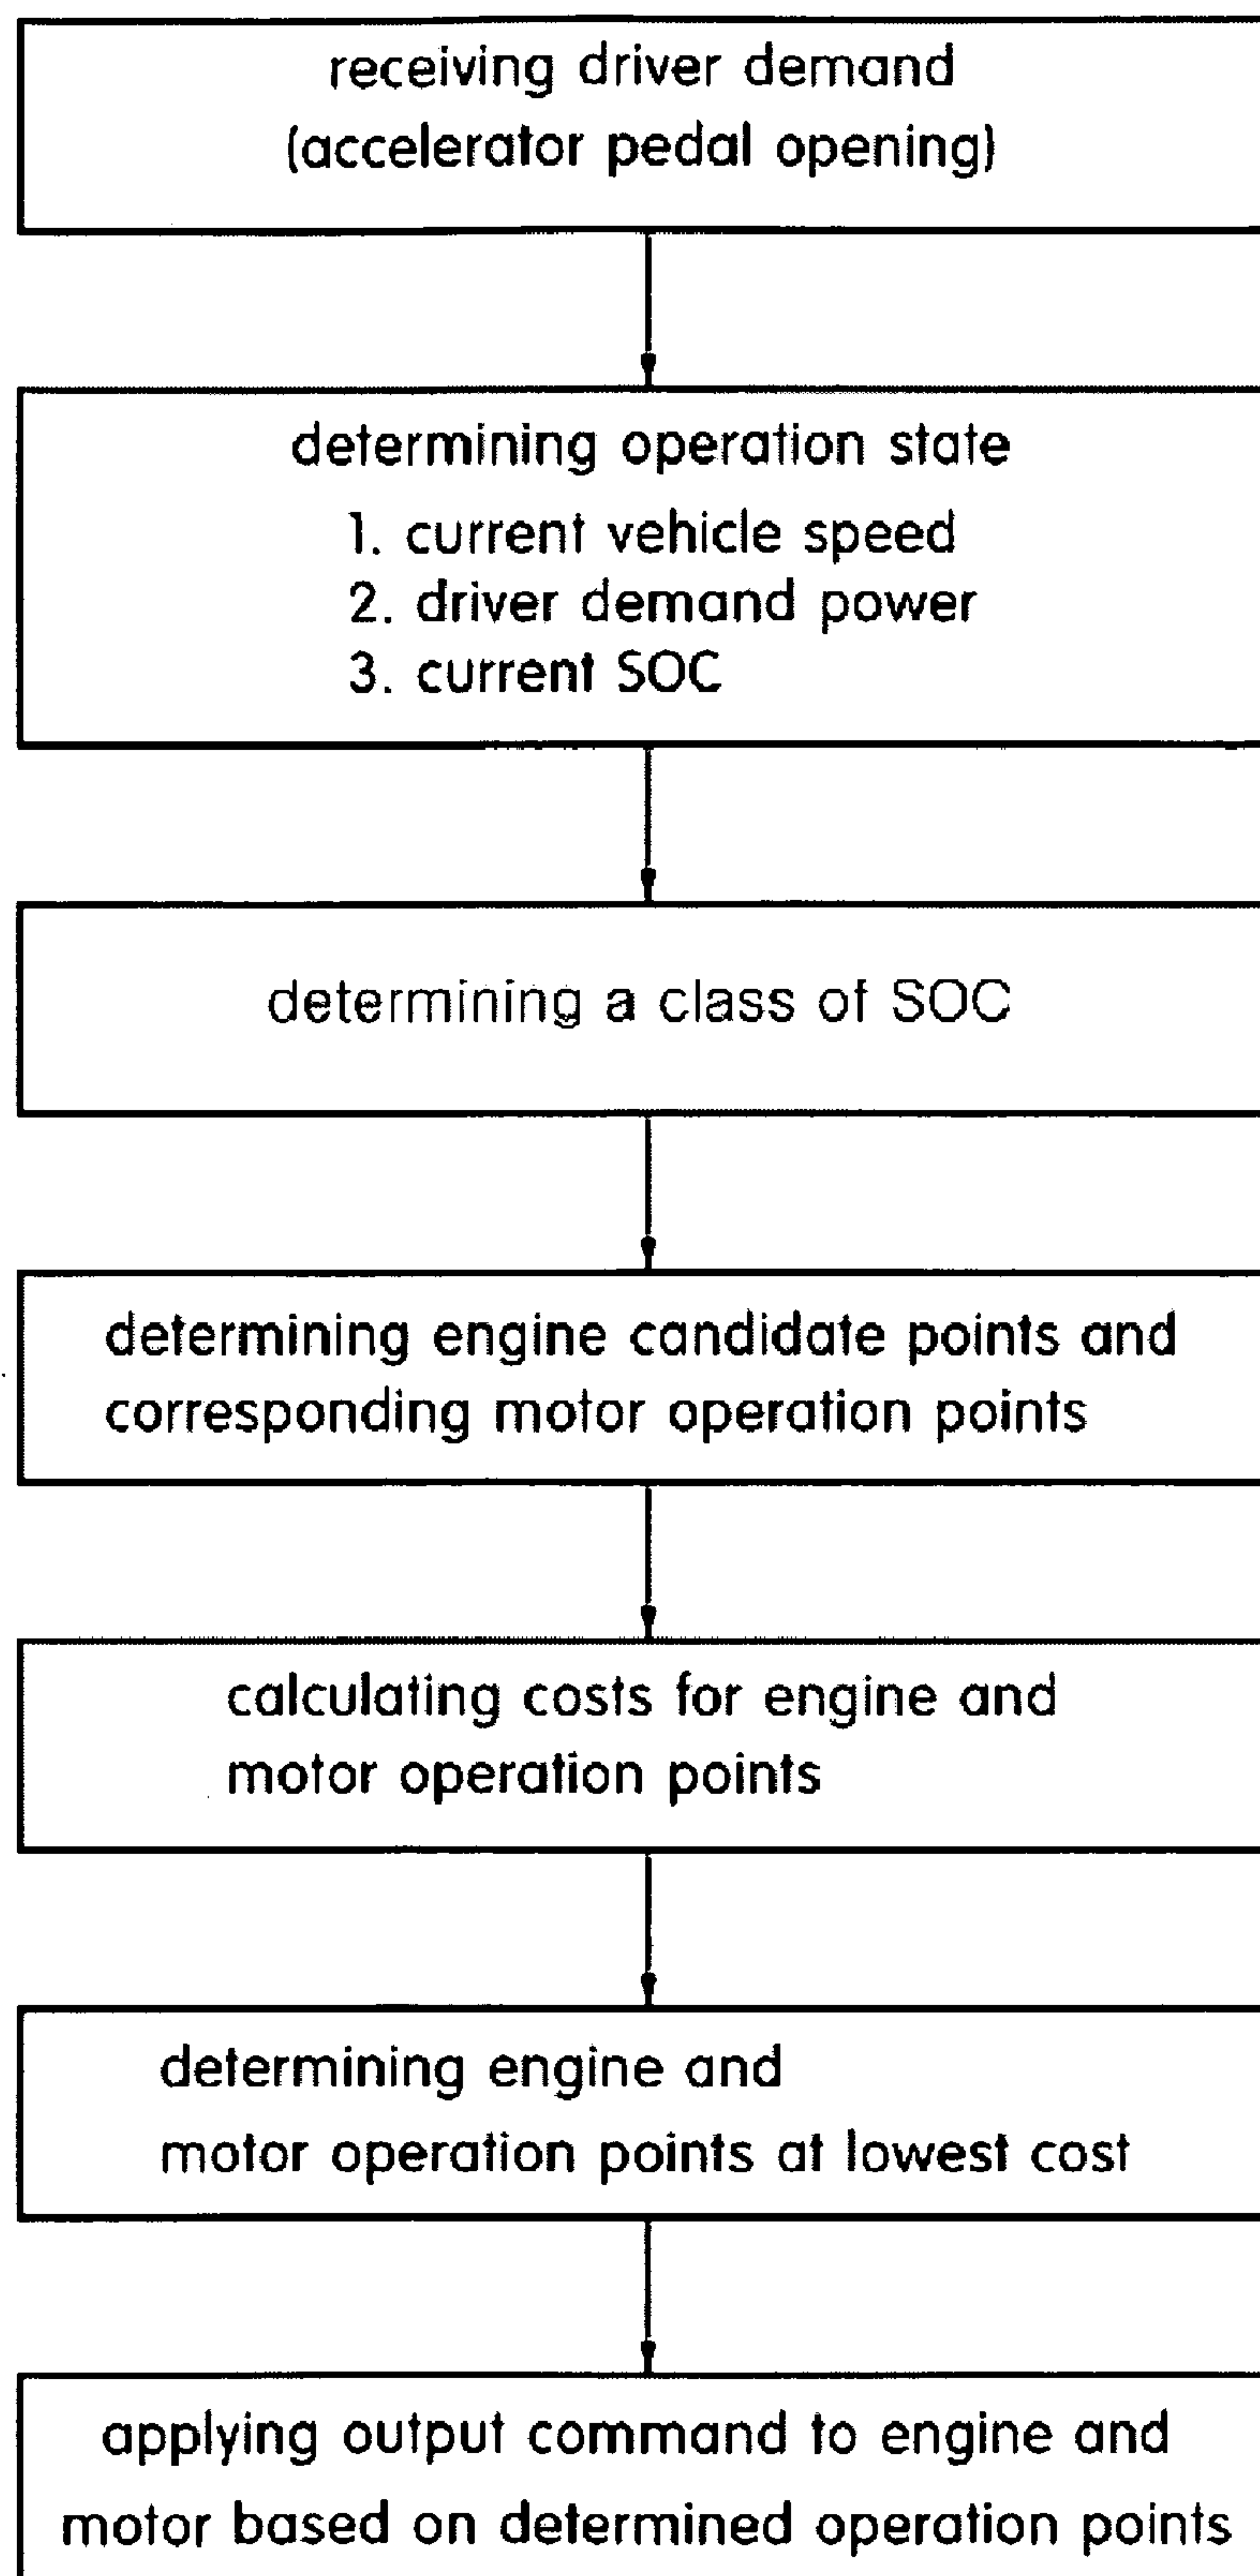 receiving driver demand
(accelerator pedal opening)
determining operation state
1. current vehicle speed
2. driver demand power
3. current SOC
determining a class of SOC
determining engine candidate points and
corresponding motor operation points
calculating costs for engine and
motor operation points
determining engine and
motor operation points at lowest cost
applying output command to engine and
motor based on determined operation points